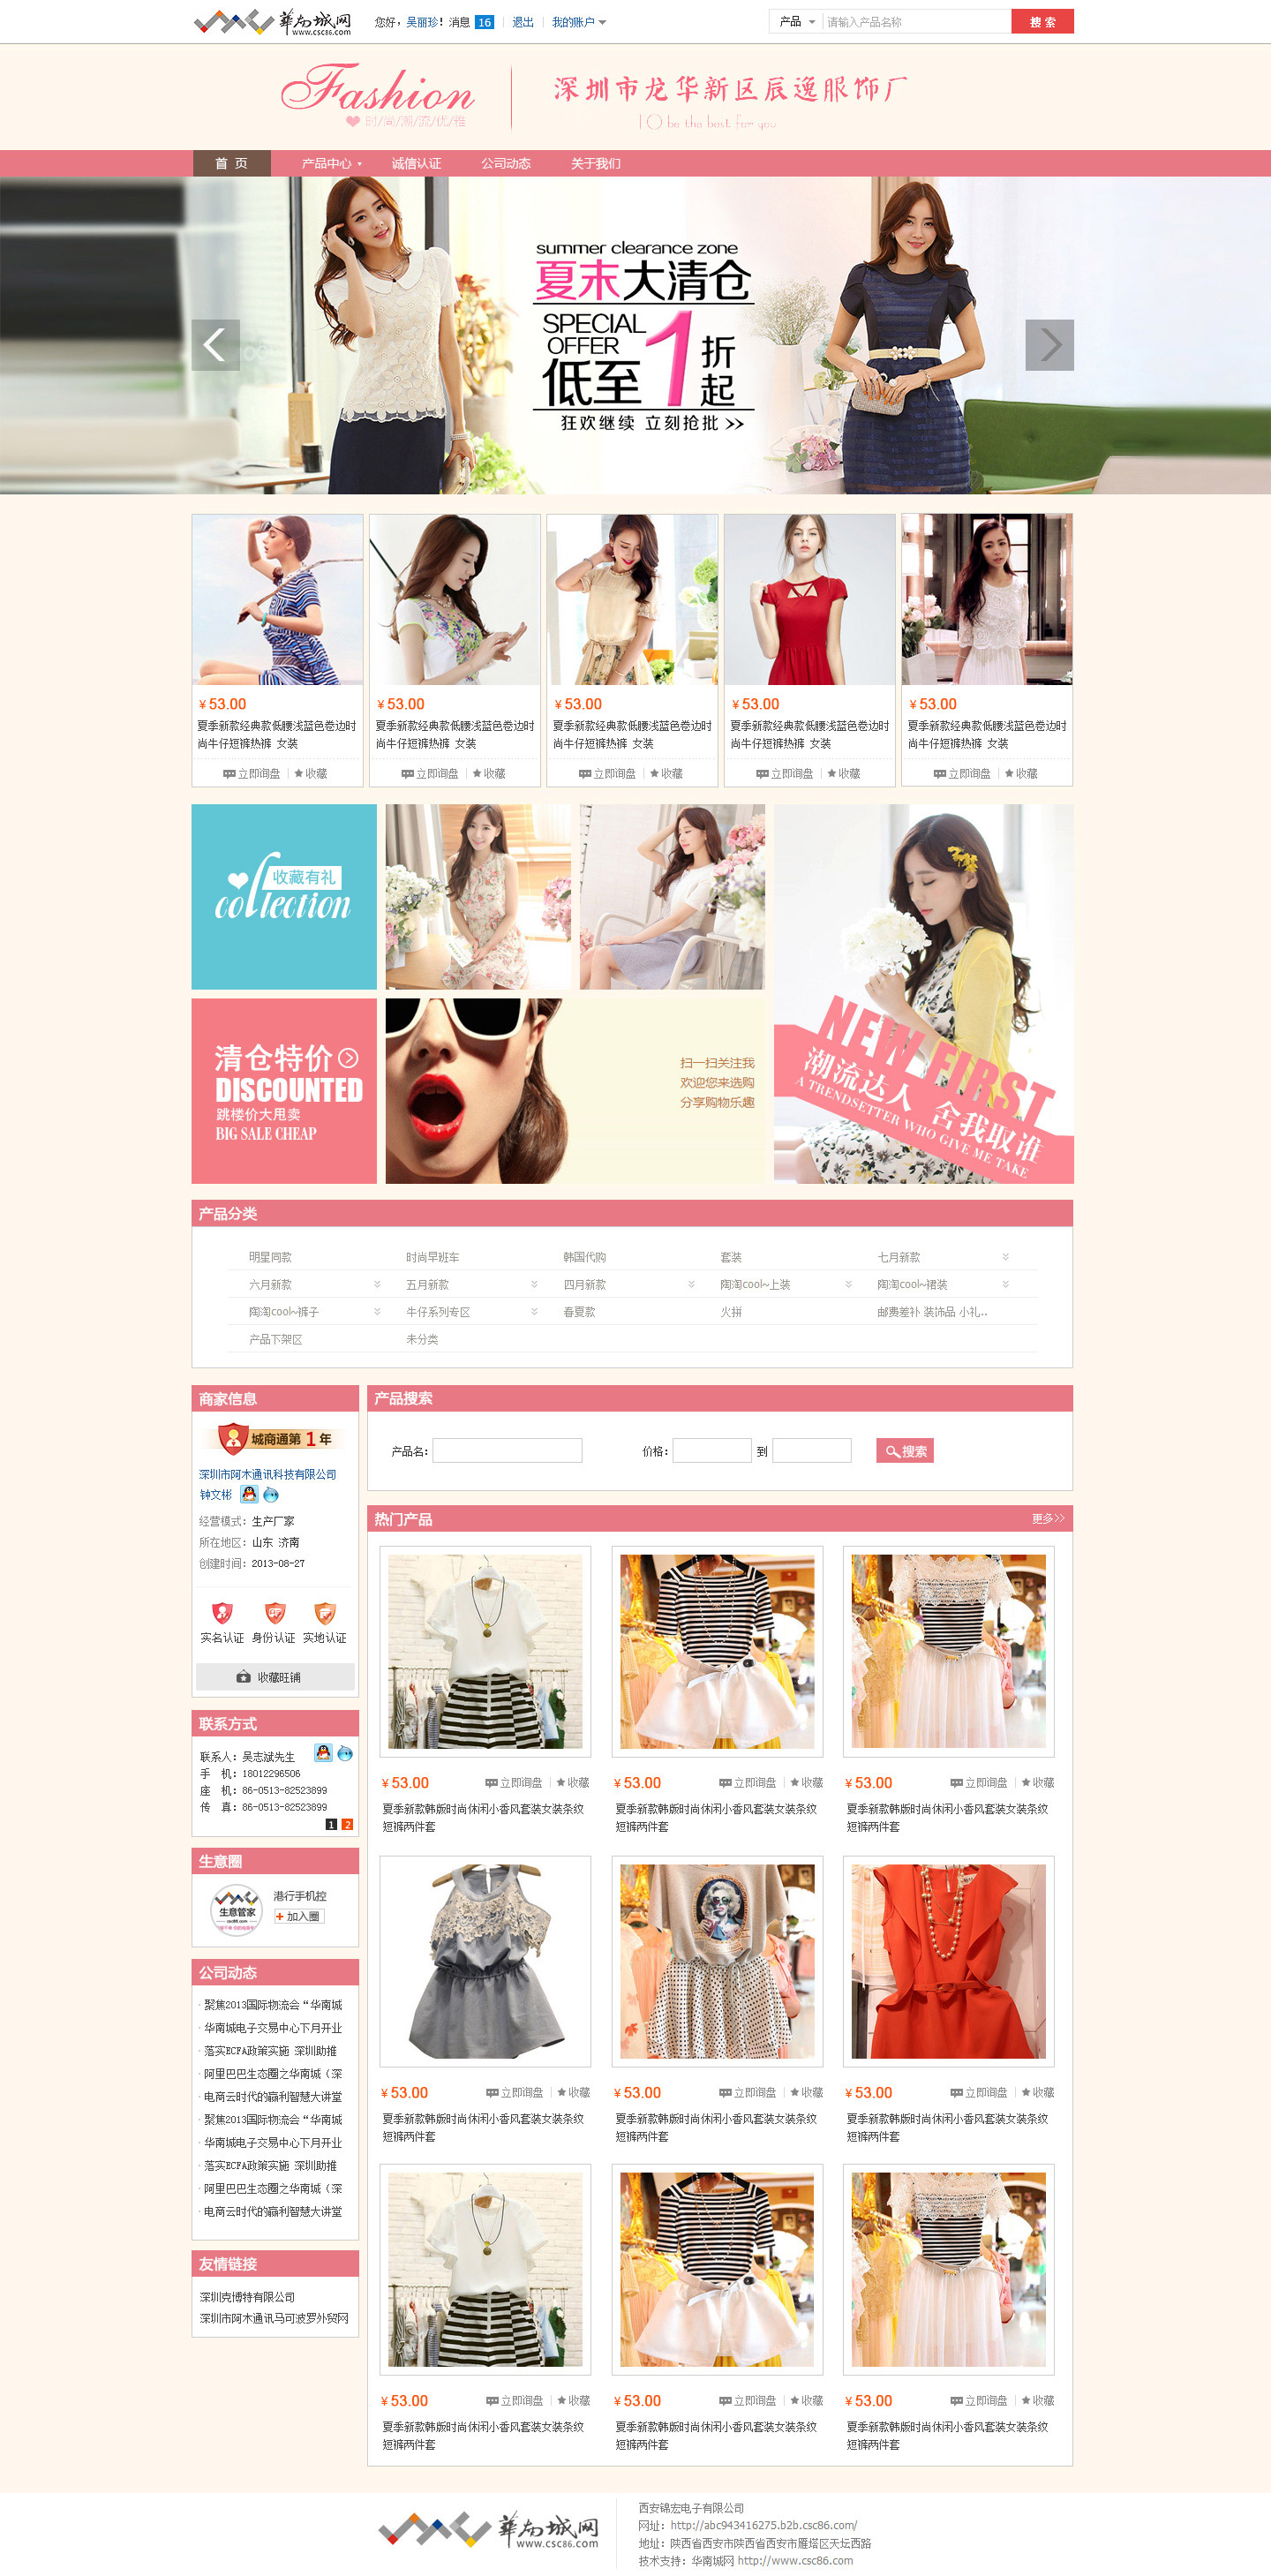 華南城网
www.csc86.com
您好，吴丽珍！消息 16 | 退出 | 我的账户
产品 请输入产品名称 搜 索
Fashion
时/尚/潮/流/优/雅
深圳市龙华新区辰逸服饰厂
be the best for you
首 页 产品中心 诚信认证 公司动态 关于我们
summer clearance zone
夏末大清仓
SPECIAL OFFER
低至1折起
狂欢继续 立刻抢批 >>
¥53.00 ¥53.00 ¥53.00 ¥53.00 ¥53.00
夏季新款经典款低腰浅蓝色卷边时 夏季新款经典款低腰浅蓝色卷边时 夏季新款经典款低腰浅蓝色卷边时 夏季新款经典款低腰浅蓝色卷边时 夏季新款经典款低腰浅蓝色卷边时
尚牛仔短裤热裤 女装 尚牛仔短裤热裤 女装 尚牛仔短裤热裤 女装 尚牛仔短裤热裤 女装 尚牛仔短裤热裤 女装
立即询盘 | 收藏 立即询盘 | 收藏 立即询盘 | 收藏 立即询盘 | 收藏 立即询盘 | 收藏
收藏有礼
collection
清仓特价
DISCOUNTED
跳楼价大甩卖
BIG SALE CHEAP
扫一扫关注我
欢迎您来选购
分享购物乐趣
NEW FIRST
潮流达人 舍我取谁
A TRENDSETTER WHO GIVE ME TAKE
产品分类
明星同款 时尚早班车 韩国代购 套装 七月新款
六月新款 五月新款 四月新款 陶淘cool~上装 陶淘cool~裙装
陶淘cool~裤子 牛仔系列专区 春夏款 火拼 邮费差补 装饰品 小礼..
产品下架区 未分类
商家信息
城商通第 1 年
深圳市阿木通讯科技有限公司
钟文彬
经营模式: 生产厂家
所在地区: 山东 济南
创建时间: 2013-08-27
实名认证 身份认证 实地认证
收藏旺铺
联系方式
联系人: 吴志斌先生
手 机: 18012296506
座 机: 86-0513-82523899
传 真: 86-0513-82523899
1 2
生意圈
生意管家
csc86.com
港行手机控
+ 加入圈
公司动态
· 聚焦2013国际物流会“华南城
· 华南城电子交易中心下月开业
· 落实ECFA政策实施 深圳助推
· 阿里巴巴生态圈之华南城（深
· 电商云时代的赢利智慧大讲堂
· 聚焦2013国际物流会“华南城
· 华南城电子交易中心下月开业
· 落实ECFA政策实施 深圳助推
· 阿里巴巴生态圈之华南城（深
· 电商云时代的赢利智慧大讲堂
友情链接
深圳克博特有限公司
深圳市阿木通讯马可波罗外贸网
产品搜索
产品名: 价格: 到 搜索
热门产品 更多>>
¥53.00 立即询盘 | 收藏 ¥53.00 立即询盘 | 收藏 ¥53.00 立即询盘 | 收藏
夏季新款韩版时尚休闲小香风套装女装条纹 夏季新款韩版时尚休闲小香风套装女装条纹 夏季新款韩版时尚休闲小香风套装女装条纹
短裤两件套 短裤两件套 短裤两件套
¥53.00 立即询盘 | 收藏 ¥53.00 立即询盘 | 收藏 ¥53.00 立即询盘 | 收藏
夏季新款韩版时尚休闲小香风套装女装条纹 夏季新款韩版时尚休闲小香风套装女装条纹 夏季新款韩版时尚休闲小香风套装女装条纹
短裤两件套 短裤两件套 短裤两件套
¥53.00 立即询盘 | 收藏 ¥53.00 立即询盘 | 收藏 ¥53.00 立即询盘 | 收藏
夏季新款韩版时尚休闲小香风套装女装条纹 夏季新款韩版时尚休闲小香风套装女装条纹 夏季新款韩版时尚休闲小香风套装女装条纹
短裤两件套 短裤两件套 短裤两件套
華南城网
www.csc86.com
西安锦宏电子有限公司
网址: http://abc943416275.b2b.csc86.com/
地址: 陕西省西安市陕西省西安市雁塔区天坛西路
技术支持: 华南城网 http://www.csc86.com